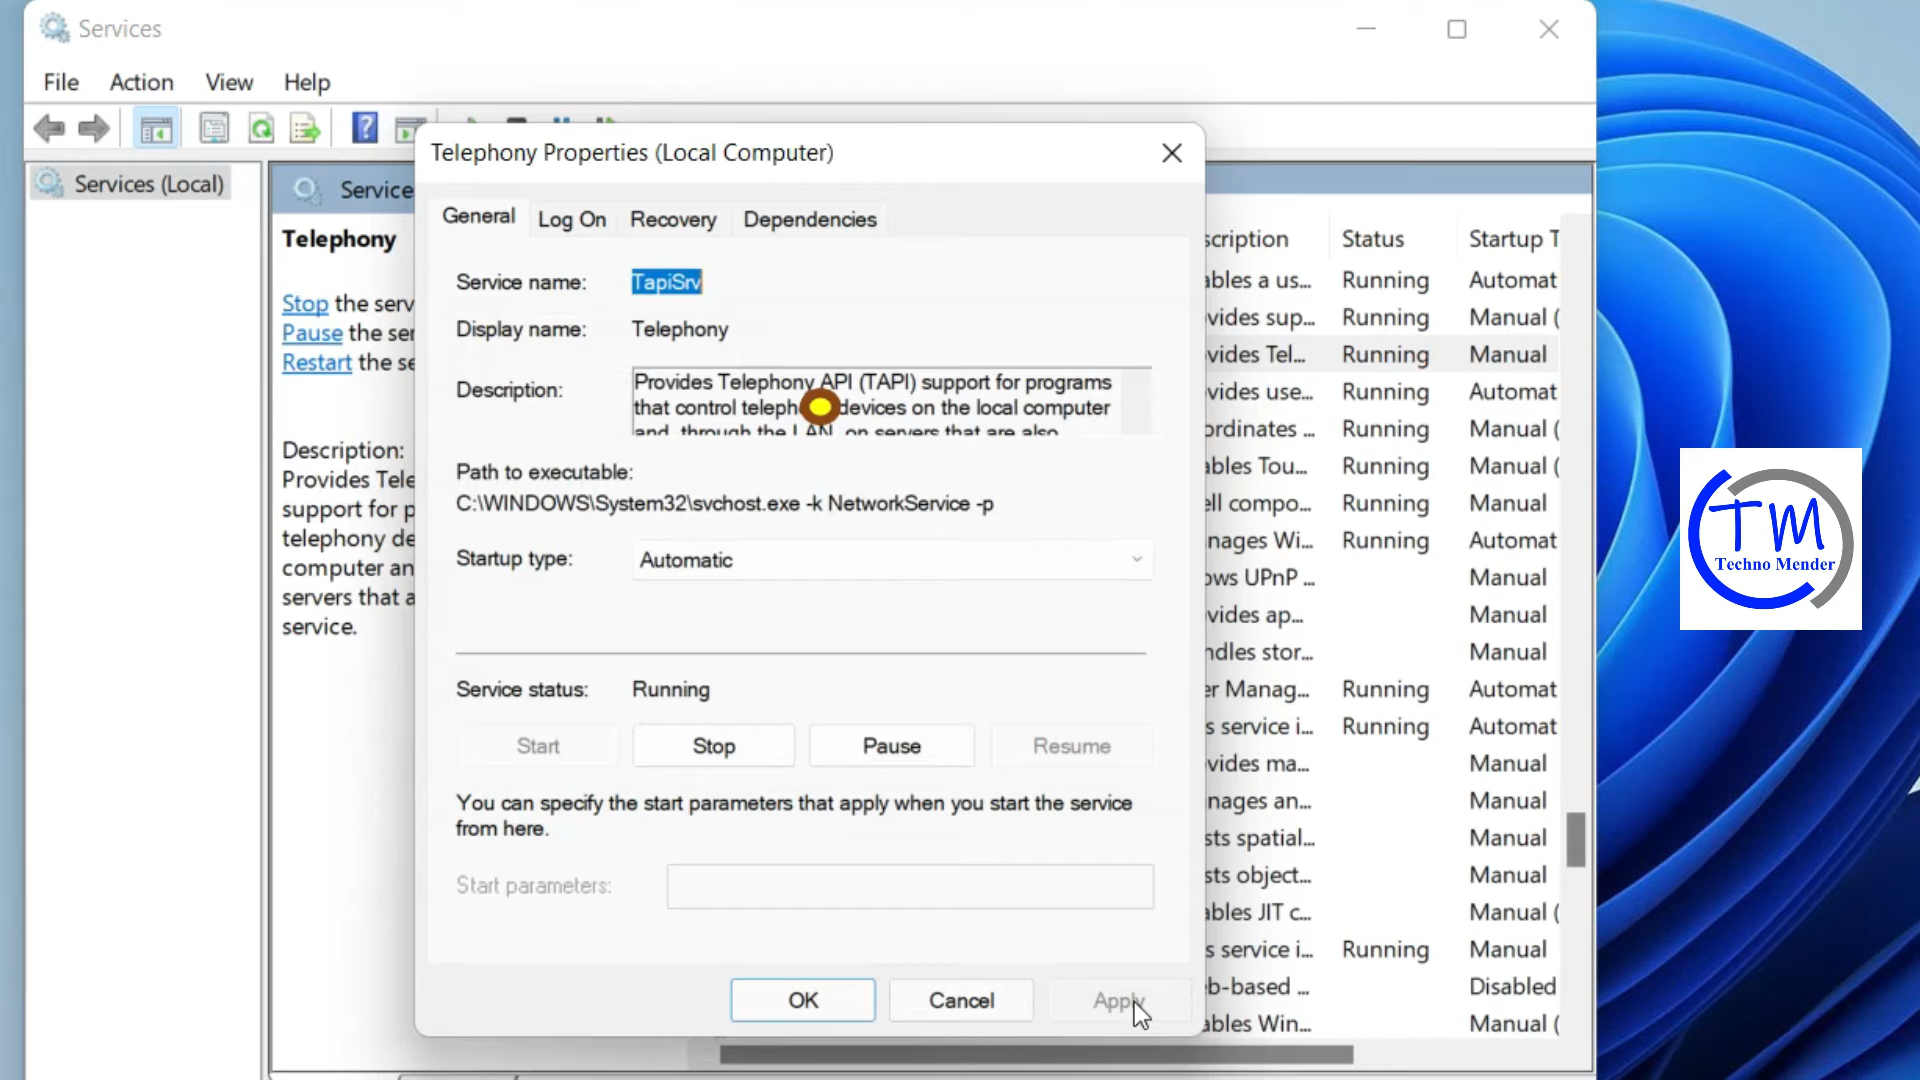 Services
File Action View Help
Services (Local)
Service
Telephony
Stop the serv
Pause the ser
Restart the se
Description:
Provides Tele
support for p
telephony de
computer an
servers that a
service.
Telephony Properties (Local Computer)
General Log On Recovery Dependencies
Service name: TapiSrv
Display name: Telephony
Description: Provides Telephony API (TAPI) support for programs
that control devices on the local computer
and, through the LAN, on servers that are also
Path to executable:
C:\WINDOWS\System32\svchost.exe -k NetworkService -p
Startup type: Automatic
Service status: Running
Start Stop Pause Resume
You can specify the start parameters that apply when you start the service
from here.
Start parameters:
OK Cancel Apply
scription Status Startup T
ables a us... Running Automat
vides sup... Running Manual (
vides Tel... Running Manual
vides use... Running Automat
ordinates ... Running Manual (
ables Tou... Running Manual (
ell compo... Running Manual
nages Wi... Running Automat
ows UPnP ... Manual
vides ap... Manual
ndles stor... Manual
er Manag... Running Automat
s service i... Running Automat
vides ma... Manual
nages an... Manual
sts spatial... Manual
sts object... Manual
ables JIT c... Manual (
s service i... Running Manual
b-based ... Disabled
ables Win... Manual (
TM
Techno Mender